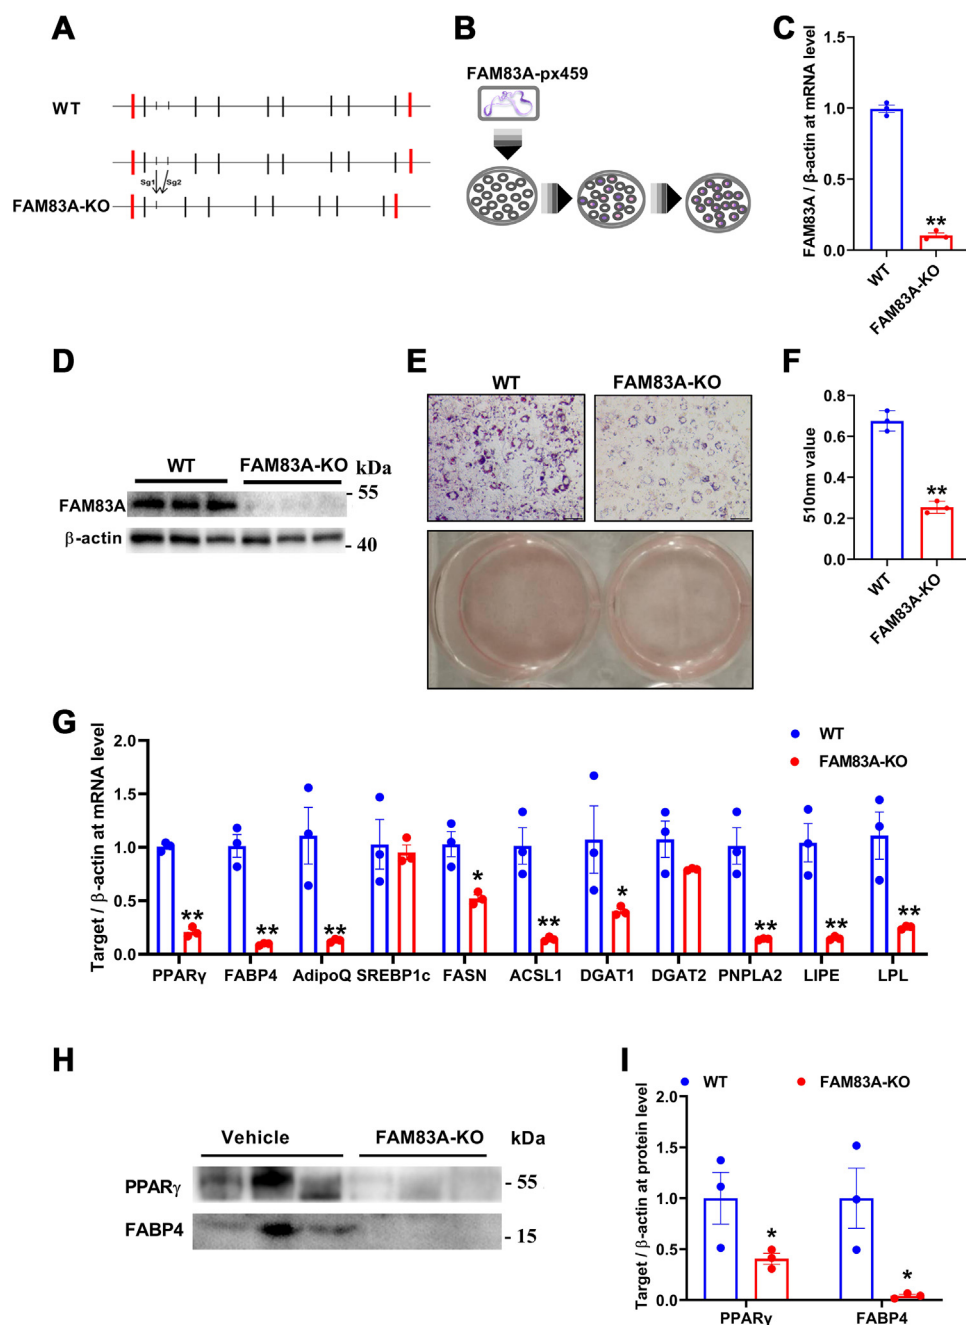 A
WT
Sg1 Sg2
FAM83A-KO
B
FAM83A-px459
C
FAM83A / β-actin at mRNA level
1.5
1.0
0.5
0.0
**
WT
FAM83A-KO
D
WT FAM83A-KO kDa
FAM83A - 55
β-actin - 40
E
WT FAM83A-KO
F
510nm value
0.8
0.6
0.4
0.2
0.0
**
WT
FAM83A-KO
G
WT
FAM83A-KO
Target / β-actin at mRNA level
2.0
1.5
1.0
0.5
0.0
** ** ** * ** * ** ** **
PPARγ FABP4 AdipoQ SREBP1c FASN ACSL1 DGAT1 DGAT2 PNPLA2 LIPE LPL
H
Vehicle FAM83A-KO kDa
PPARγ - 55
FABP4 - 15
I
WT FAM83A-KO
Target / β-actin at protein level
2.0
1.5
1.0
0.5
0.0
* *
PPARγ FABP4